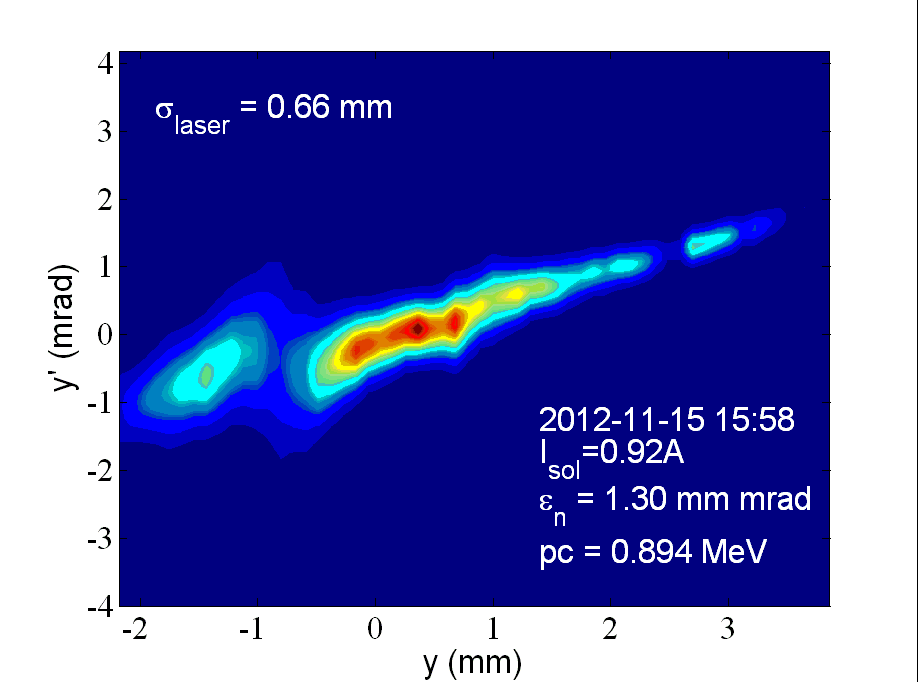 4
σlaser = 0.66 mm
3
2
1
0
-1
-2
-3
-4
y' (mrad)
2012-11-15 15:58
Isol=0.92A
εn = 1.30 mm mrad
pc = 0.894 MeV
-2 -1 0 1 2 3
y (mm)